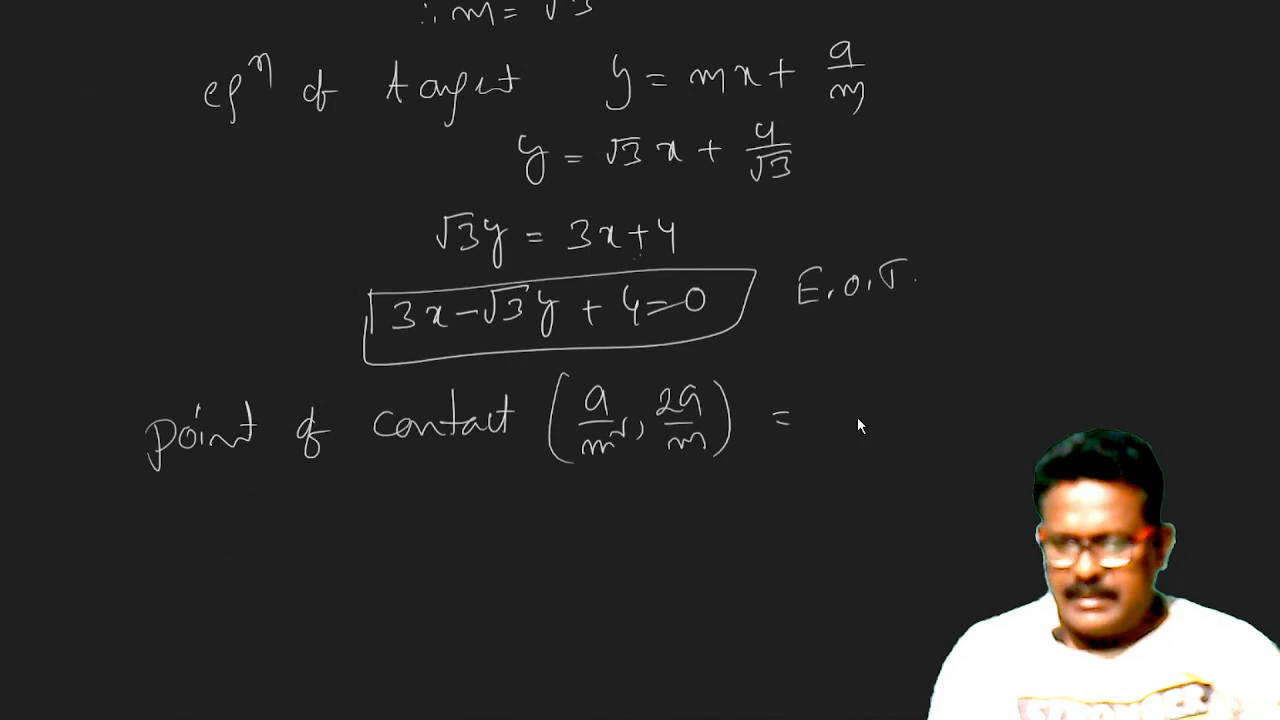 ∴ m = √3
eqⁿ of tangent y = mx + a/m
y = √3 x + 4/√3
√3y = 3x + 4
3x − √3y + 4 = 0 E.O.T.
point of contact (a/m², 2a/m) =